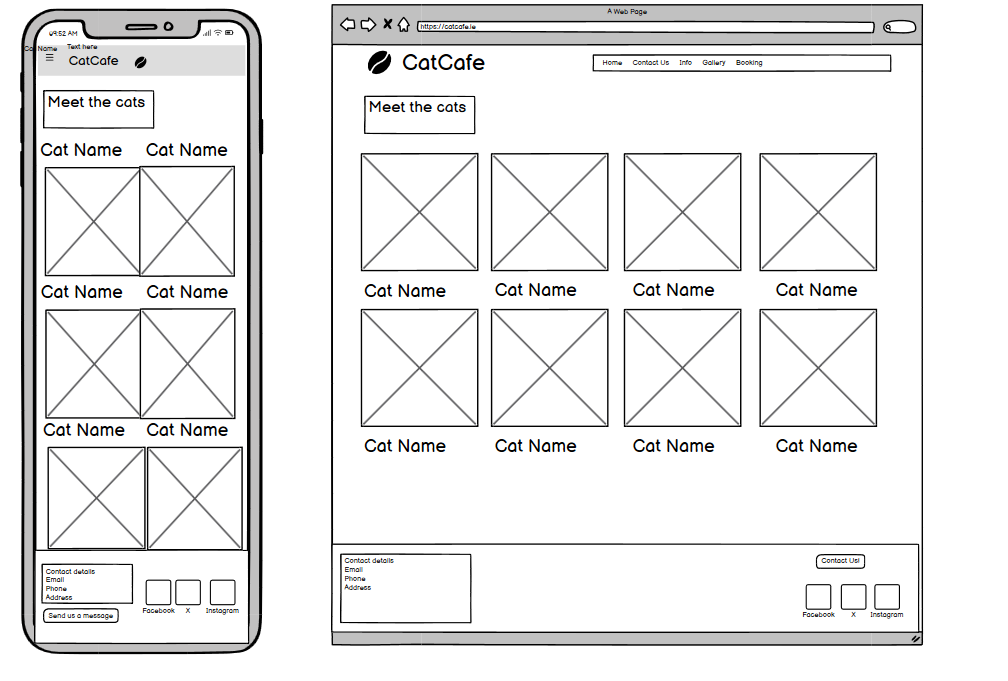 09:52 AM
Cat Name
Text here
CatCafe
Meet the cats
Cat Name Cat Name
Cat Name Cat Name
Cat Name Cat Name
Contact details
Email
Phone
Address
Send us a message
Facebook X Instagram
A Web Page
https://catcafe.ie
CatCafe
Home Contact Us Info Gallery Booking
Meet the cats
Cat Name Cat Name Cat Name Cat Name
Cat Name Cat Name Cat Name Cat Name
Contact details
Email
Phone
Address
Contact Us!
Facebook X Instagram